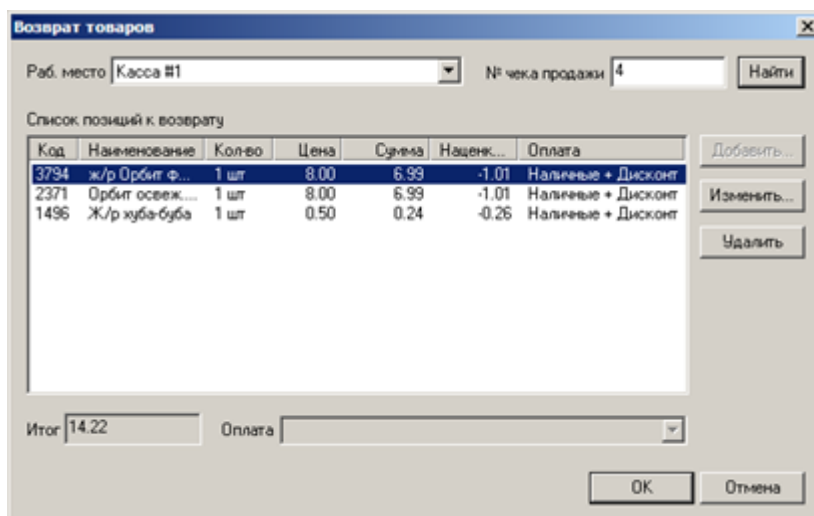 Возврат товаров
Раб. место Касса #1 № чека продажи 4 Найти
Список позиций к возврату
Код Наименование Кол-во Цена Сумма Наценк... Оплата Добавить...
3794 ж/р Орбит ф... 1 шт 8.00 6.99 -1.01 Наличные + Дисконт
2371 Орбит освеж.... 1 шт 8.00 6.99 -1.01 Наличные + Дисконт Изменить...
1496 Ж/р хуба-буба 1 шт 0.50 0.24 -0.26 Наличные + Дисконт
Удалить
Итог 14.22 Оплата
OK Отмена